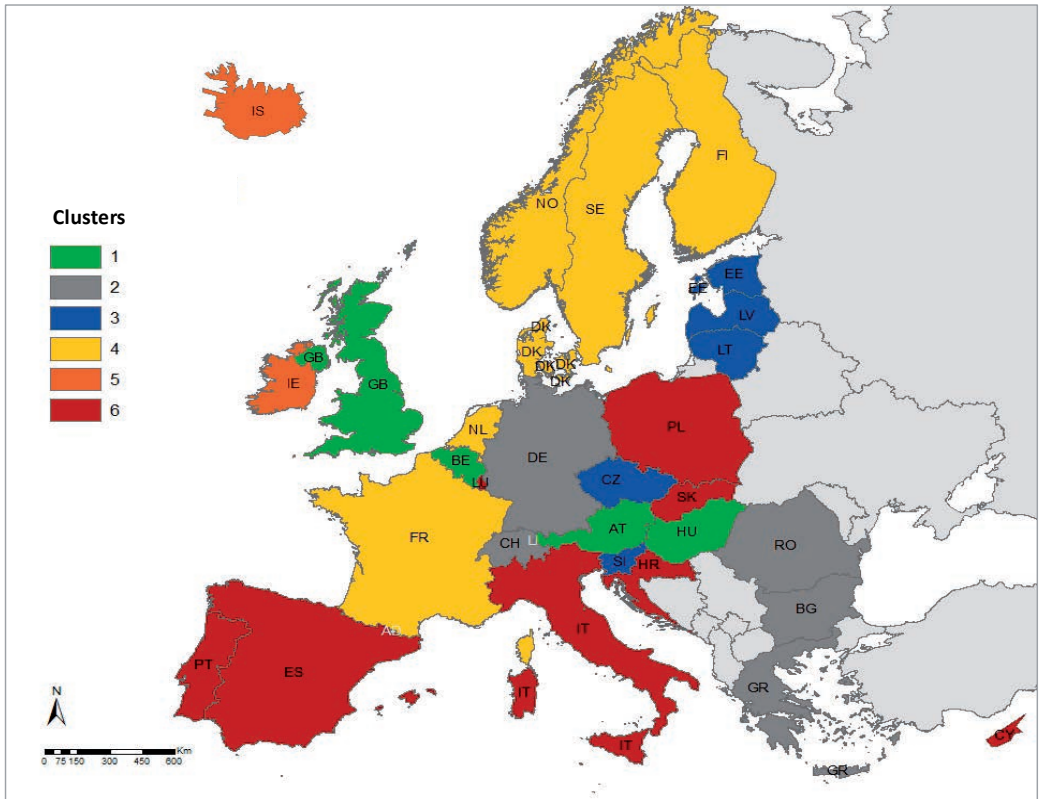 IS
FI
NO
SE
Clusters
1
2
3
4
5
6
EE
EE
LV
LT
DK
DK
DK
DK
DK
GB
GB
IE
NL
BE
LU
DE
PL
CZ
SK
AT
HU
CH
LI
SI
HR
FR
RO
BG
AD
IT
IT
IT
PT
ES
GR
GR
CY
N
0 75 150 300 450 600 Km